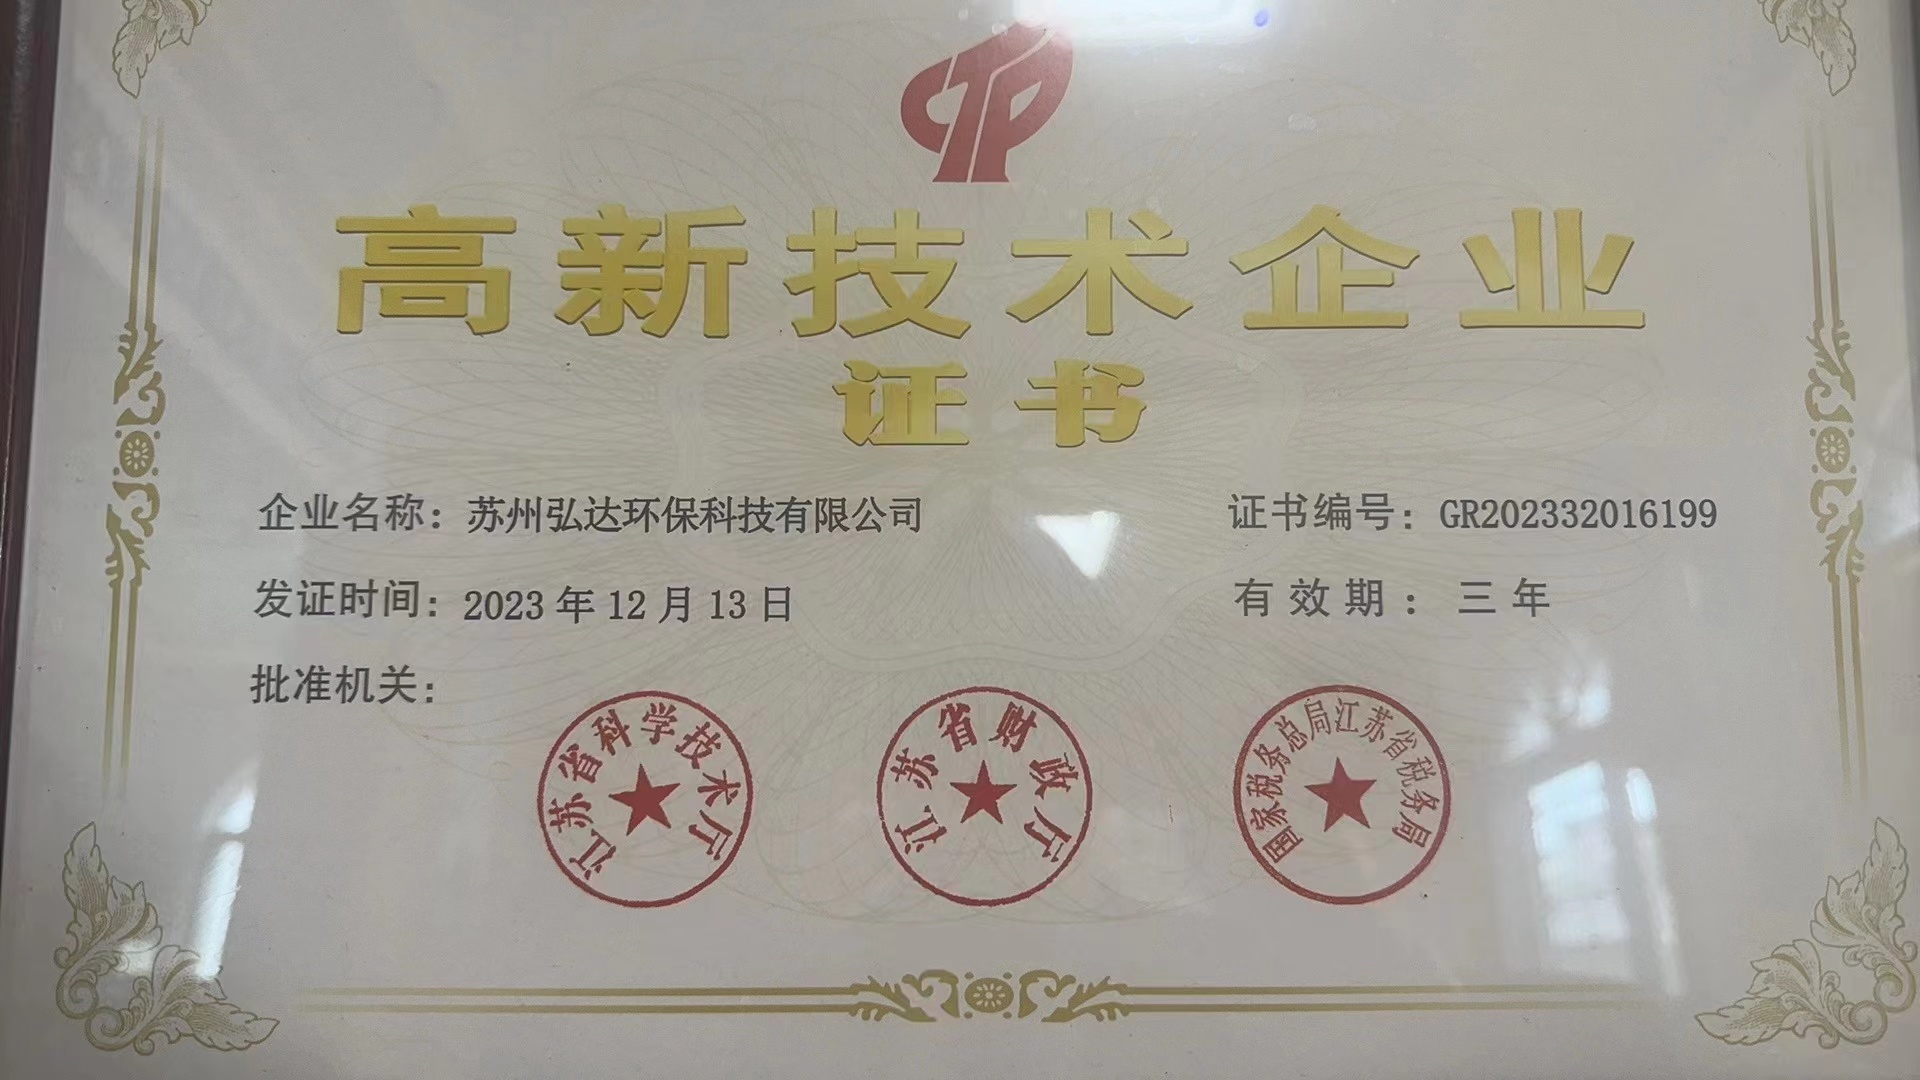 高新技术企业
证书
企业名称：苏州弘达环保科技有限公司
证书编号：GR202332016199
发证时间：2023年12月13日
有效期：三年
批准机关：
江苏省科学技术厅
江苏省财政厅
国家税务总局江苏省税务局